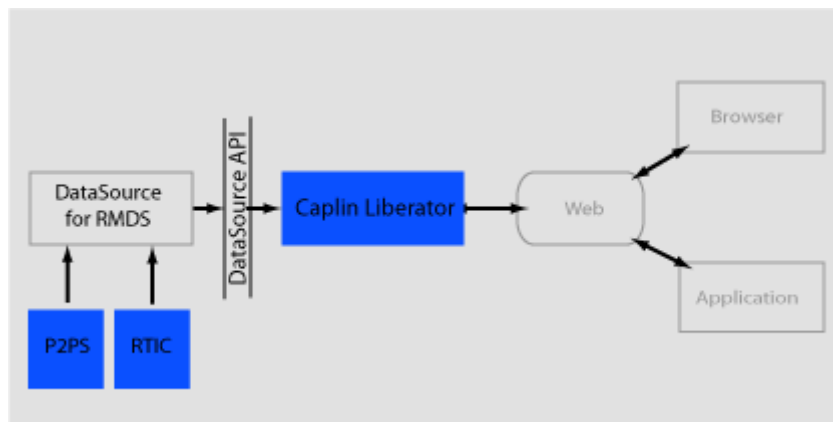 Browser
DataSource
for RMDS
DataSource API
Caplin Liberator
Web
Application
P2PS
RTIC